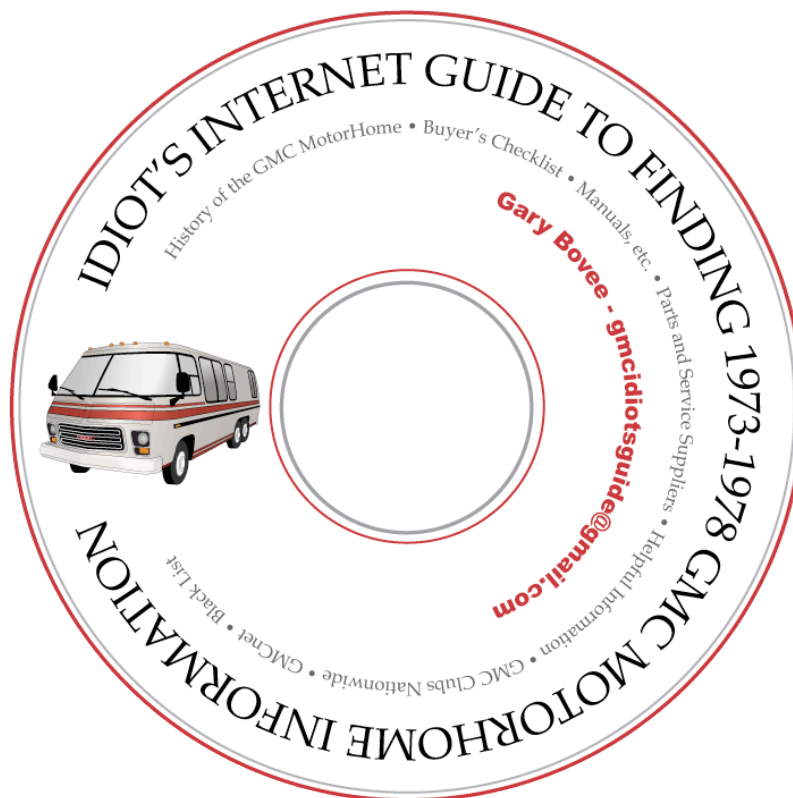 IDIOT'S INTERNET GUIDE TO FINDING 1973-1978 GMC MOTORHOME INFORMATION
History of the GMC MotorHome • Buyer's Checklist • Manuals, etc. • Parts and Service Suppliers • Helpful Information • GMC Clubs Nationwide • GMCnet • Black List
Gary Bovee - gmcidiotsguide@gmail.com